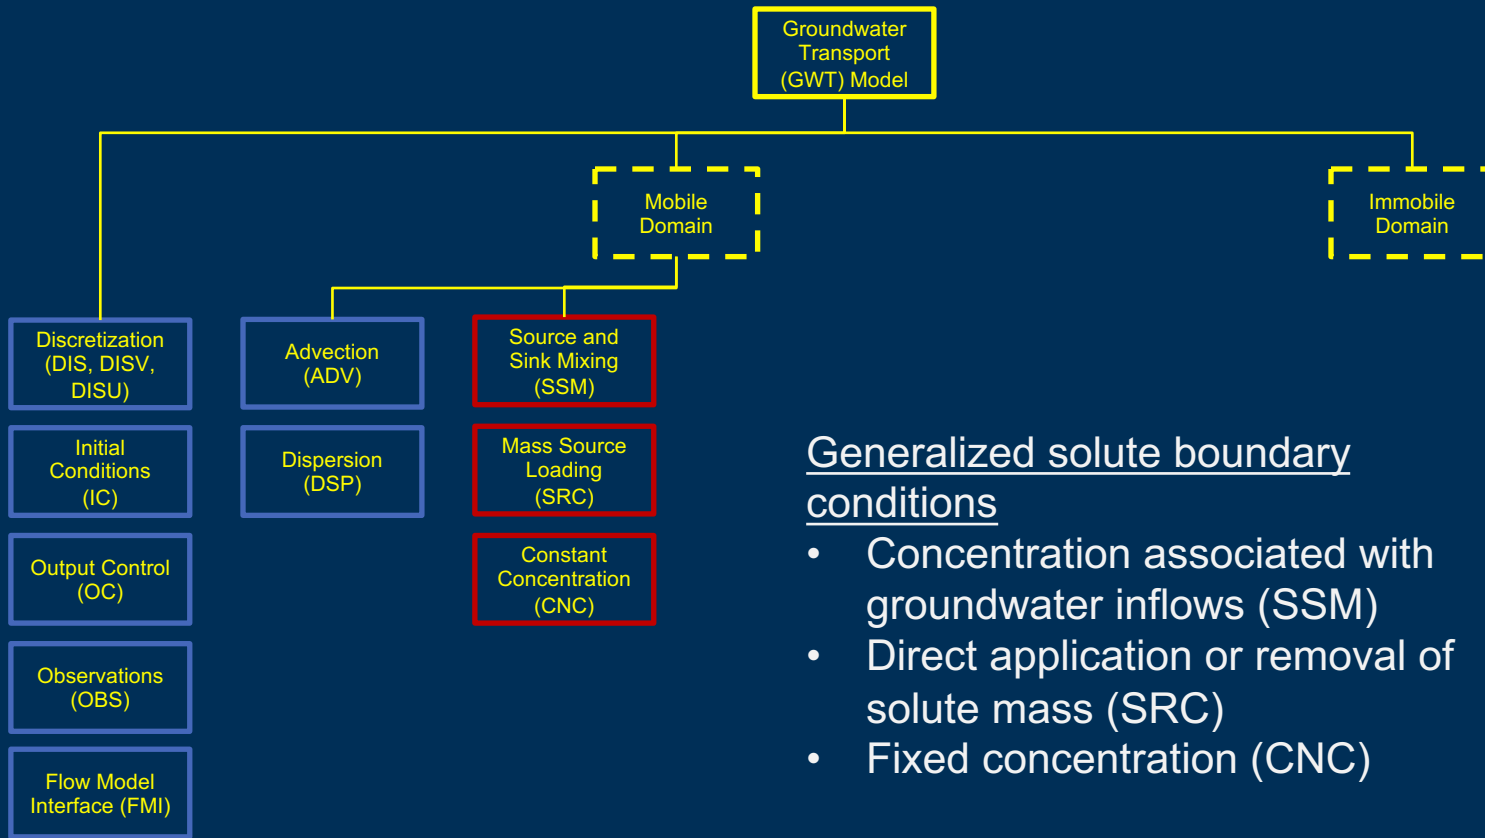 Groundwater
Transport
(GWT) Model
Mobile
Domain
Immobile
Domain
Discretization
(DIS, DISV,
DISU)
Initial
Conditions
(IC)
Output Control
(OC)
Observations
(OBS)
Flow Model
Interface (FMI)
Advection
(ADV)
Dispersion
(DSP)
Source and
Sink Mixing
(SSM)
Mass Source
Loading
(SRC)
Constant
Concentration
(CNC)
Generalized solute boundary
conditions
• Concentration associated with
groundwater inflows (SSM)
• Direct application or removal of
solute mass (SRC)
• Fixed concentration (CNC)